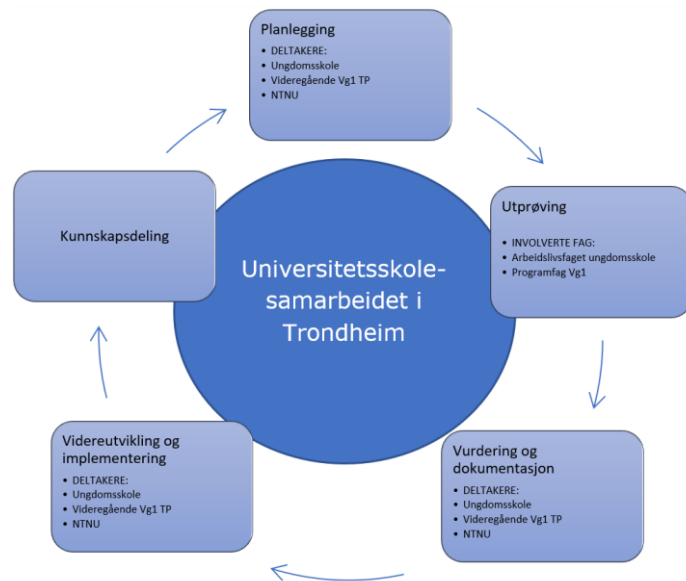 Planlegging
• DELTAKERE:
• Ungdomsskole
• Videregående Vg1 TP
• NTNU
Utprøving
• INVOLVERTE FAG:
• Arbeidslivsfaget ungdomsskole
• Programfag Vg1
Vurdering og
dokumentasjon
• DELTAKERE:
• Ungdomsskole
• Videregående Vg1 TP
• NTNU
Videreutvikling og
implementering
• DELTAKERE:
• Ungdomsskole
• Videregående Vg1 TP
• NTNU
Kunnskapsdeling
Universitetsskole-
samarbeidet i
Trondheim